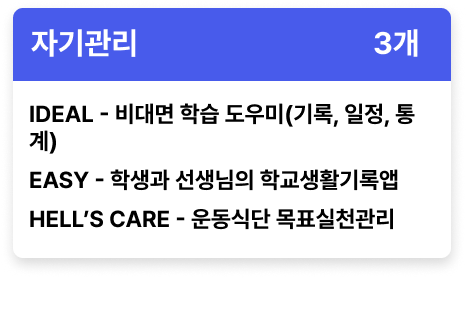 자기관리 3개
IDEAL - 비대면 학습 도우미(기록, 일정, 통
계)
EASY - 학생과 선생님의 학교생활기록앱
HELL'S CARE - 운동식단 목표실천관리